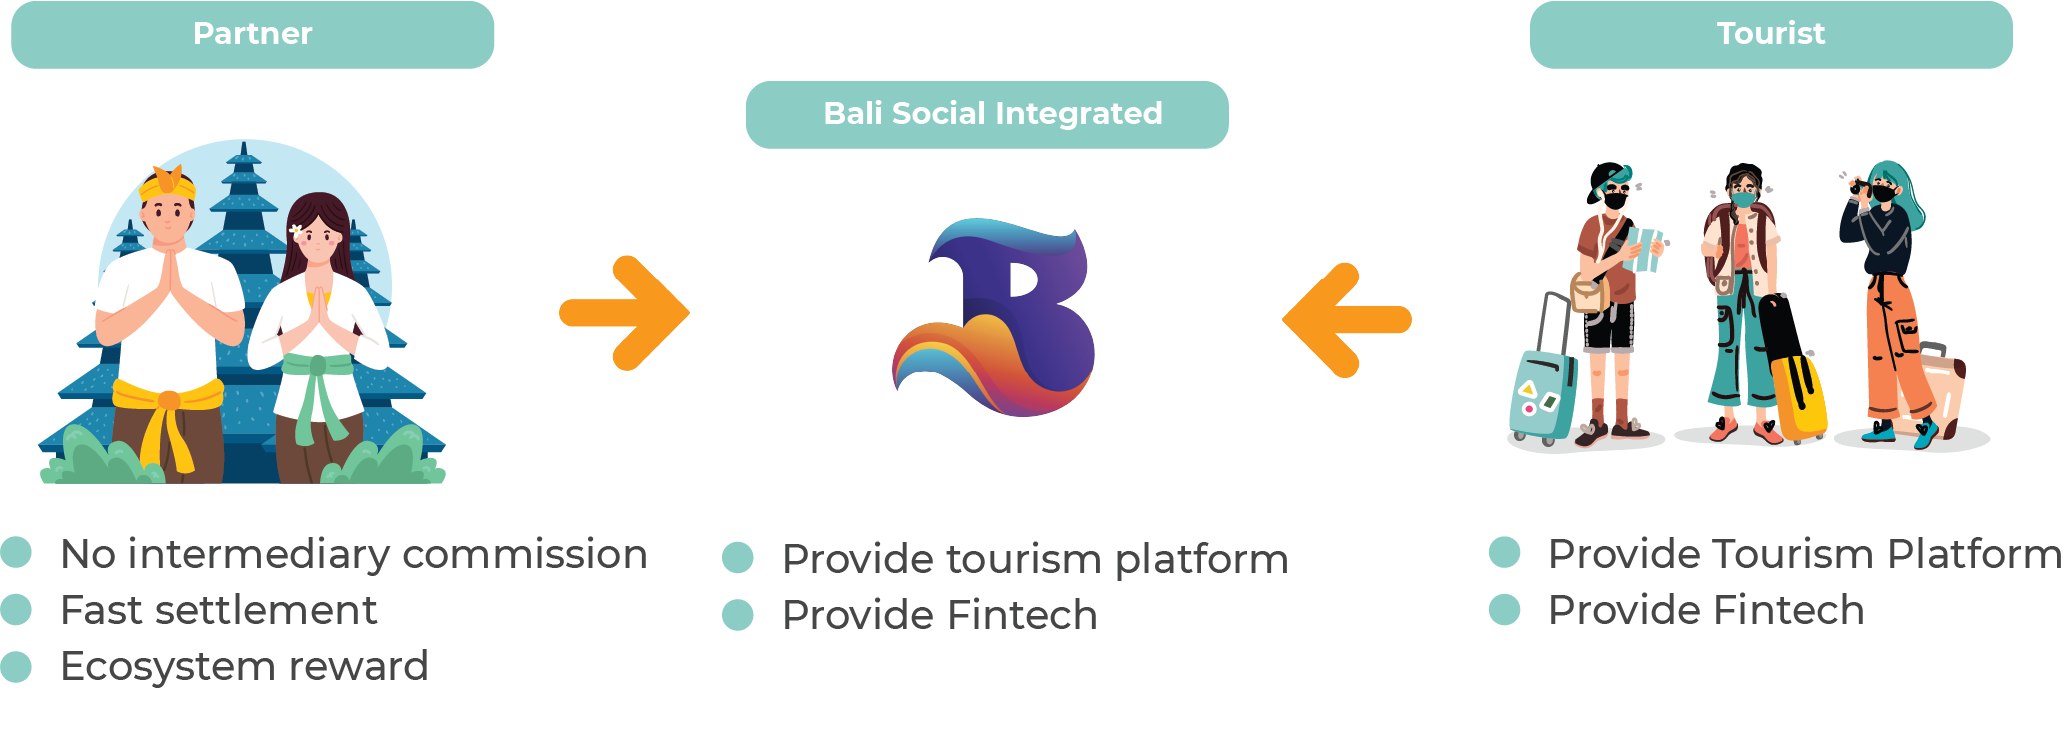 Partner
No intermediary commission
Fast settlement
Ecosystem reward
Bali Social Integrated
B
Provide tourism platform
Provide Fintech
Tourist
Provide Tourism Platform
Provide Fintech